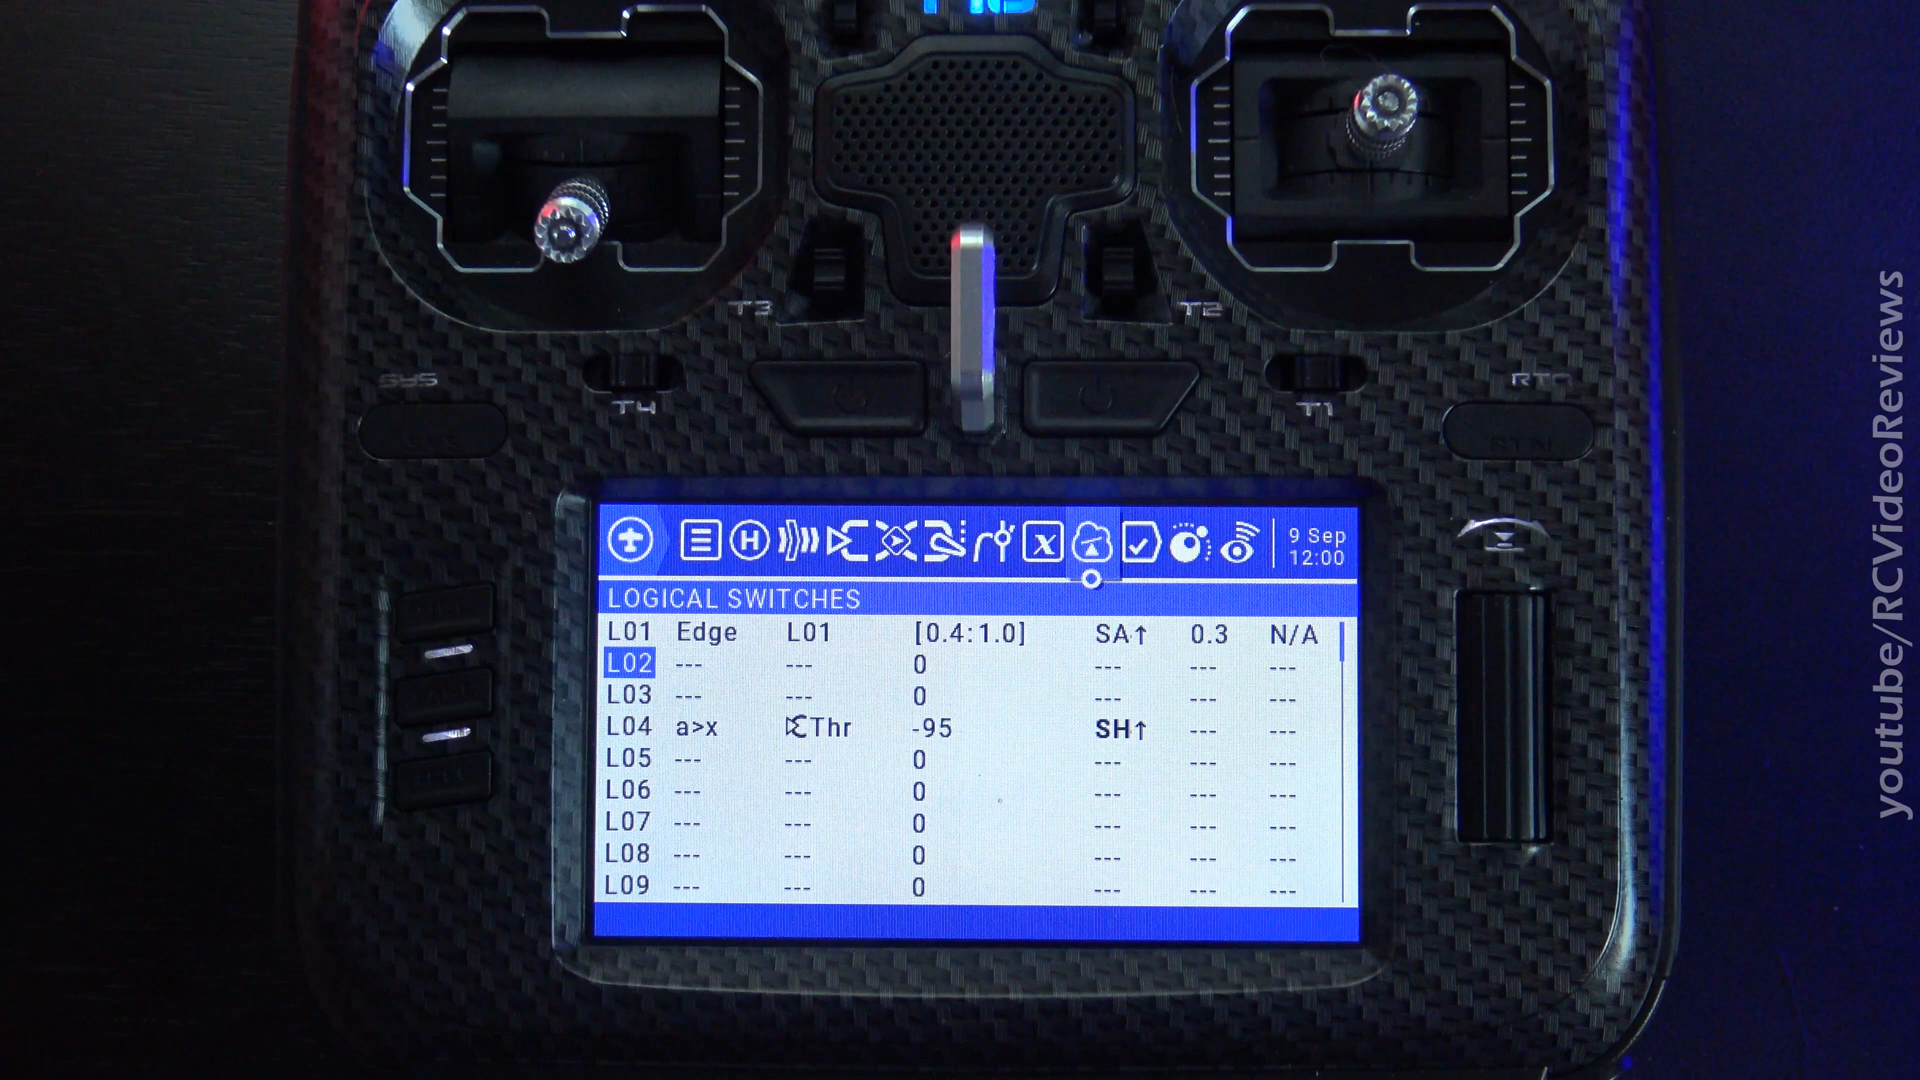 T3
T2
SYS
T4
T1
RTN
9 Sep
12:00
LOGICAL SWITCHES
L01 Edge L01 [0.4:1.0] SA↑ 0.3 N/A
L02 --- --- 0 --- --- ---
L03 --- --- 0 --- --- ---
L04 a>x Thr -95 SH↑ --- ---
L05 --- --- 0 --- --- ---
L06 --- --- 0 --- --- ---
L07 --- --- 0 --- --- ---
L08 --- --- 0 --- --- ---
L09 --- --- 0 --- --- ---
youtube/RCVideoReviews